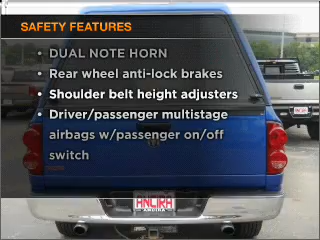 SAFETY FEATURES
• DUAL NOTE HORN
• Rear wheel anti-lock brakes
• Shoulder belt height adjusters
• Driver/passenger multistage
airbags w/passenger on/off
switch
ANCIRA